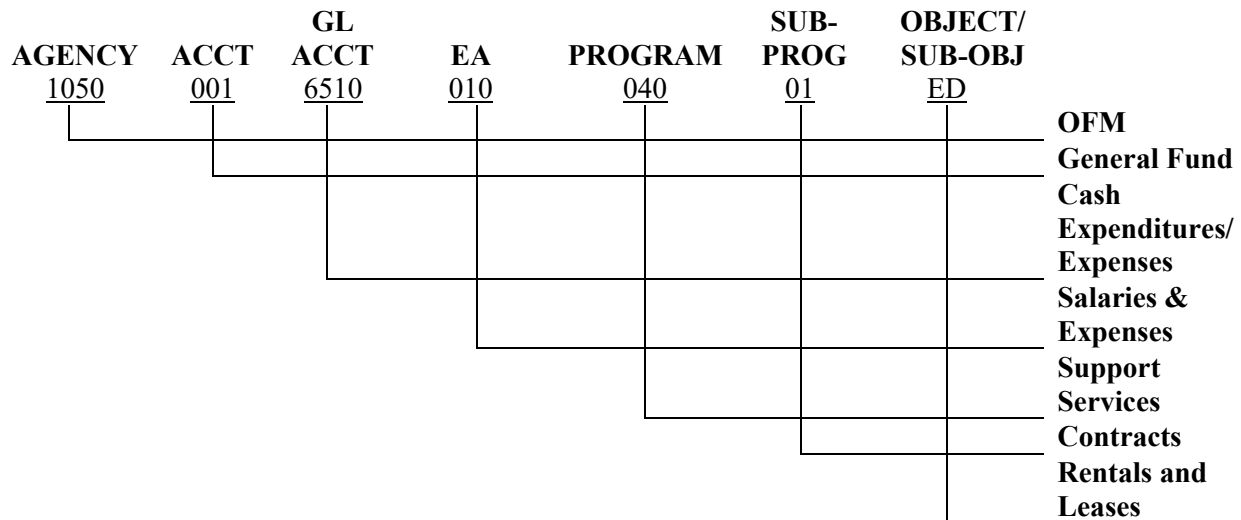 GL SUB- OBJECT/
AGENCY ACCT ACCT EA PROGRAM PROG SUB-OBJ
1050 001 6510 010 040 01 ED
OFM
General Fund
Cash
Expenditures/
Expenses
Salaries &
Expenses
Support
Services
Contracts
Rentals and
Leases